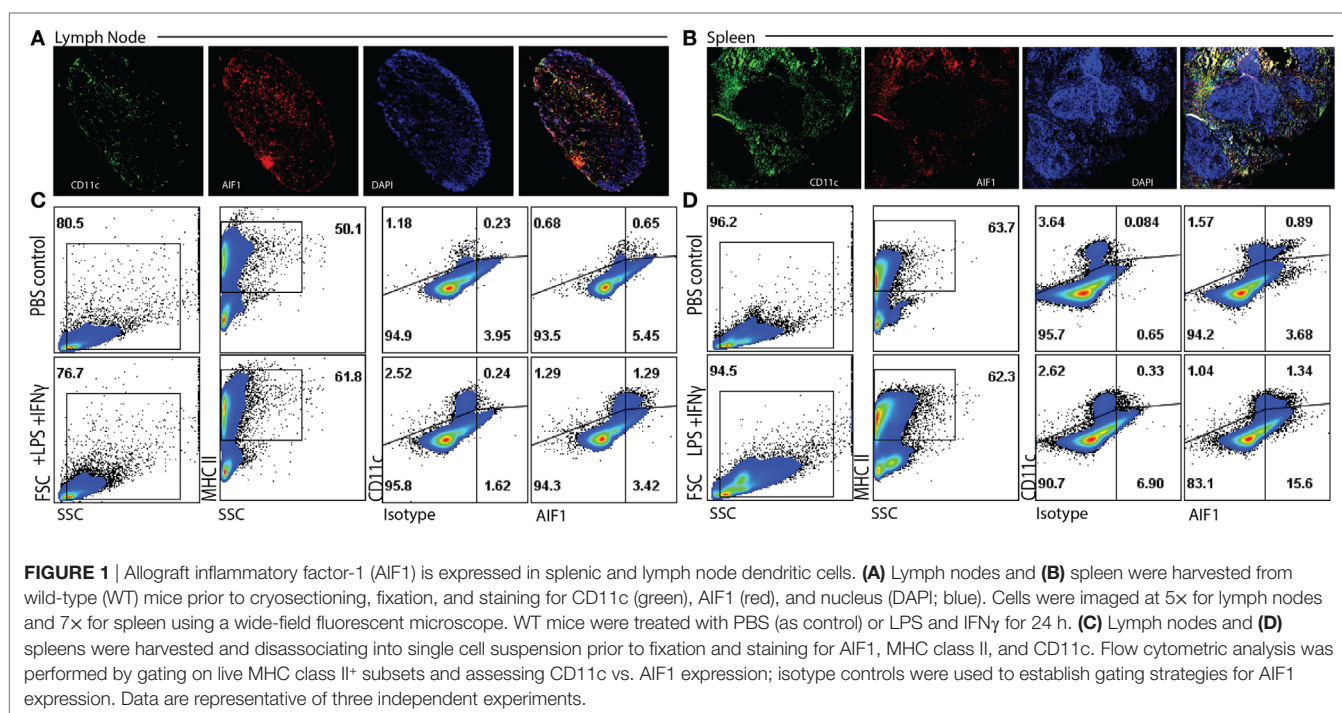 A Lymph Node
B Spleen
CD11c
AIF1
DAPI
CD11c
AIF1
DAPI
C
D
PBS control
80.5
50.1
1.18 0.23
94.9 3.95
0.68 0.65
93.5 5.45
FSC +LPS +IFNγ
76.7
MHC II
61.8
CD11c
2.52 0.24
95.8 1.62
1.29 1.29
94.3 3.42
SSC
SSC
Isotype
AIF1
PBS control
96.2
63.7
3.64 0.084
95.7 0.65
1.57 0.89
94.2 3.68
FSC LPS +IFNγ
94.5
MHC II
62.3
CD11c
2.62 0.33
90.7 6.90
1.04 1.34
83.1 15.6
SSC
SSC
Isotype
AIF1
FIGURE 1 | Allograft inflammatory factor-1 (AIF1) is expressed in splenic and lymph node dendritic cells. (A) Lymph nodes and (B) spleen were harvested from
wild-type (WT) mice prior to cryosectioning, fixation, and staining for CD11c (green), AIF1 (red), and nucleus (DAPI; blue). Cells were imaged at 5× for lymph nodes
and 7× for spleen using a wide-field fluorescent microscope. WT mice were treated with PBS (as control) or LPS and IFNγ for 24 h. (C) Lymph nodes and (D)
spleens were harvested and disassociating into single cell suspension prior to fixation and staining for AIF1, MHC class II, and CD11c. Flow cytometric analysis was
performed by gating on live MHC class II⁺ subsets and assessing CD11c vs. AIF1 expression; isotype controls were used to establish gating strategies for AIF1
expression. Data are representative of three independent experiments.